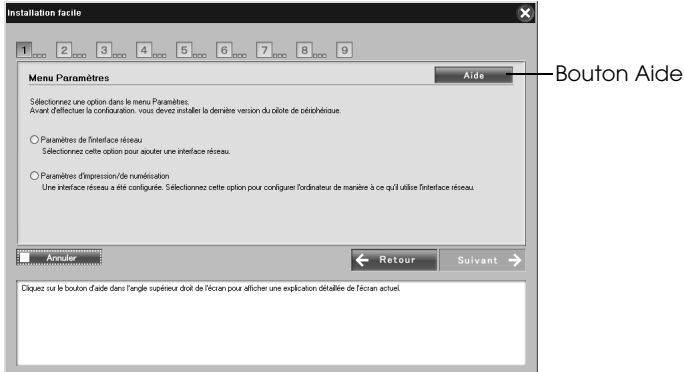 Installation facile
1 2 3 4 5 6 7 8 9
Menu Paramètres
Aide
Bouton Aide
Sélectionnez une option dans le menu Paramètres.
Avant d'effectuer la configuration, vous devez installer la dernière version du pilote de périphérique.
Paramètres de l'interface réseau
Sélectionnez cette option pour ajouter une interface réseau.
Paramètres d'impression/de numérisation
Une interface réseau a été configurée. Sélectionnez cette option pour configurer l'ordinateur de manière à ce qu'il utilise l'interface réseau.
Annuler
Retour
Suivant
Cliquez sur le bouton d'aide dans l'angle supérieur droit de l'écran pour afficher une explication détaillée de l'écran actuel.